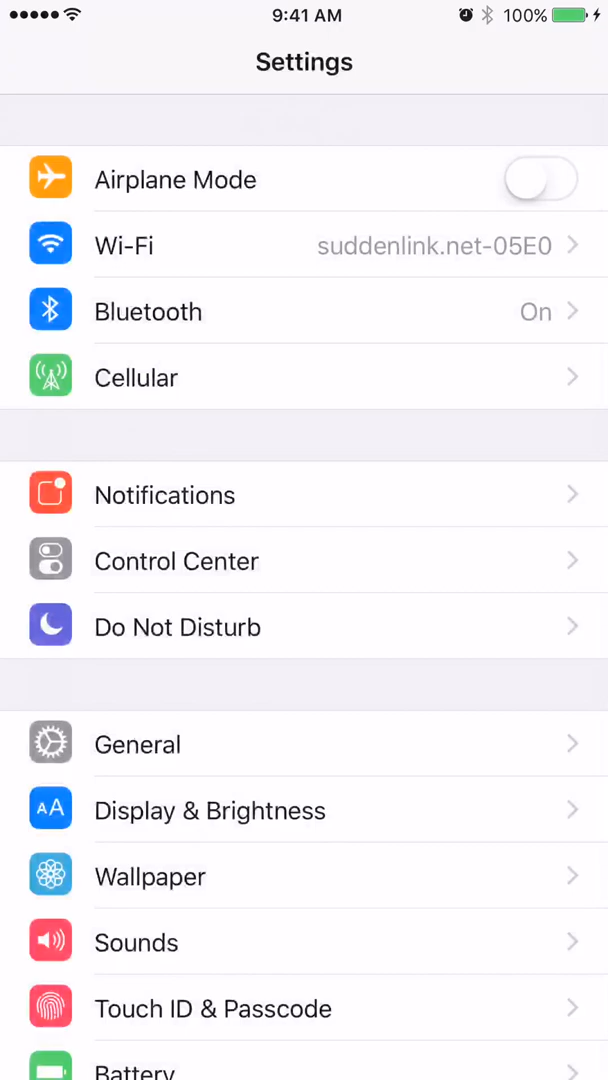 9:41 AM 100%
Settings
Airplane Mode
Wi-Fi suddenlink.net-05E0
Bluetooth On
Cellular
Notifications
Control Center
Do Not Disturb
General
AA Display & Brightness
Wallpaper
Sounds
Touch ID & Passcode
Battery